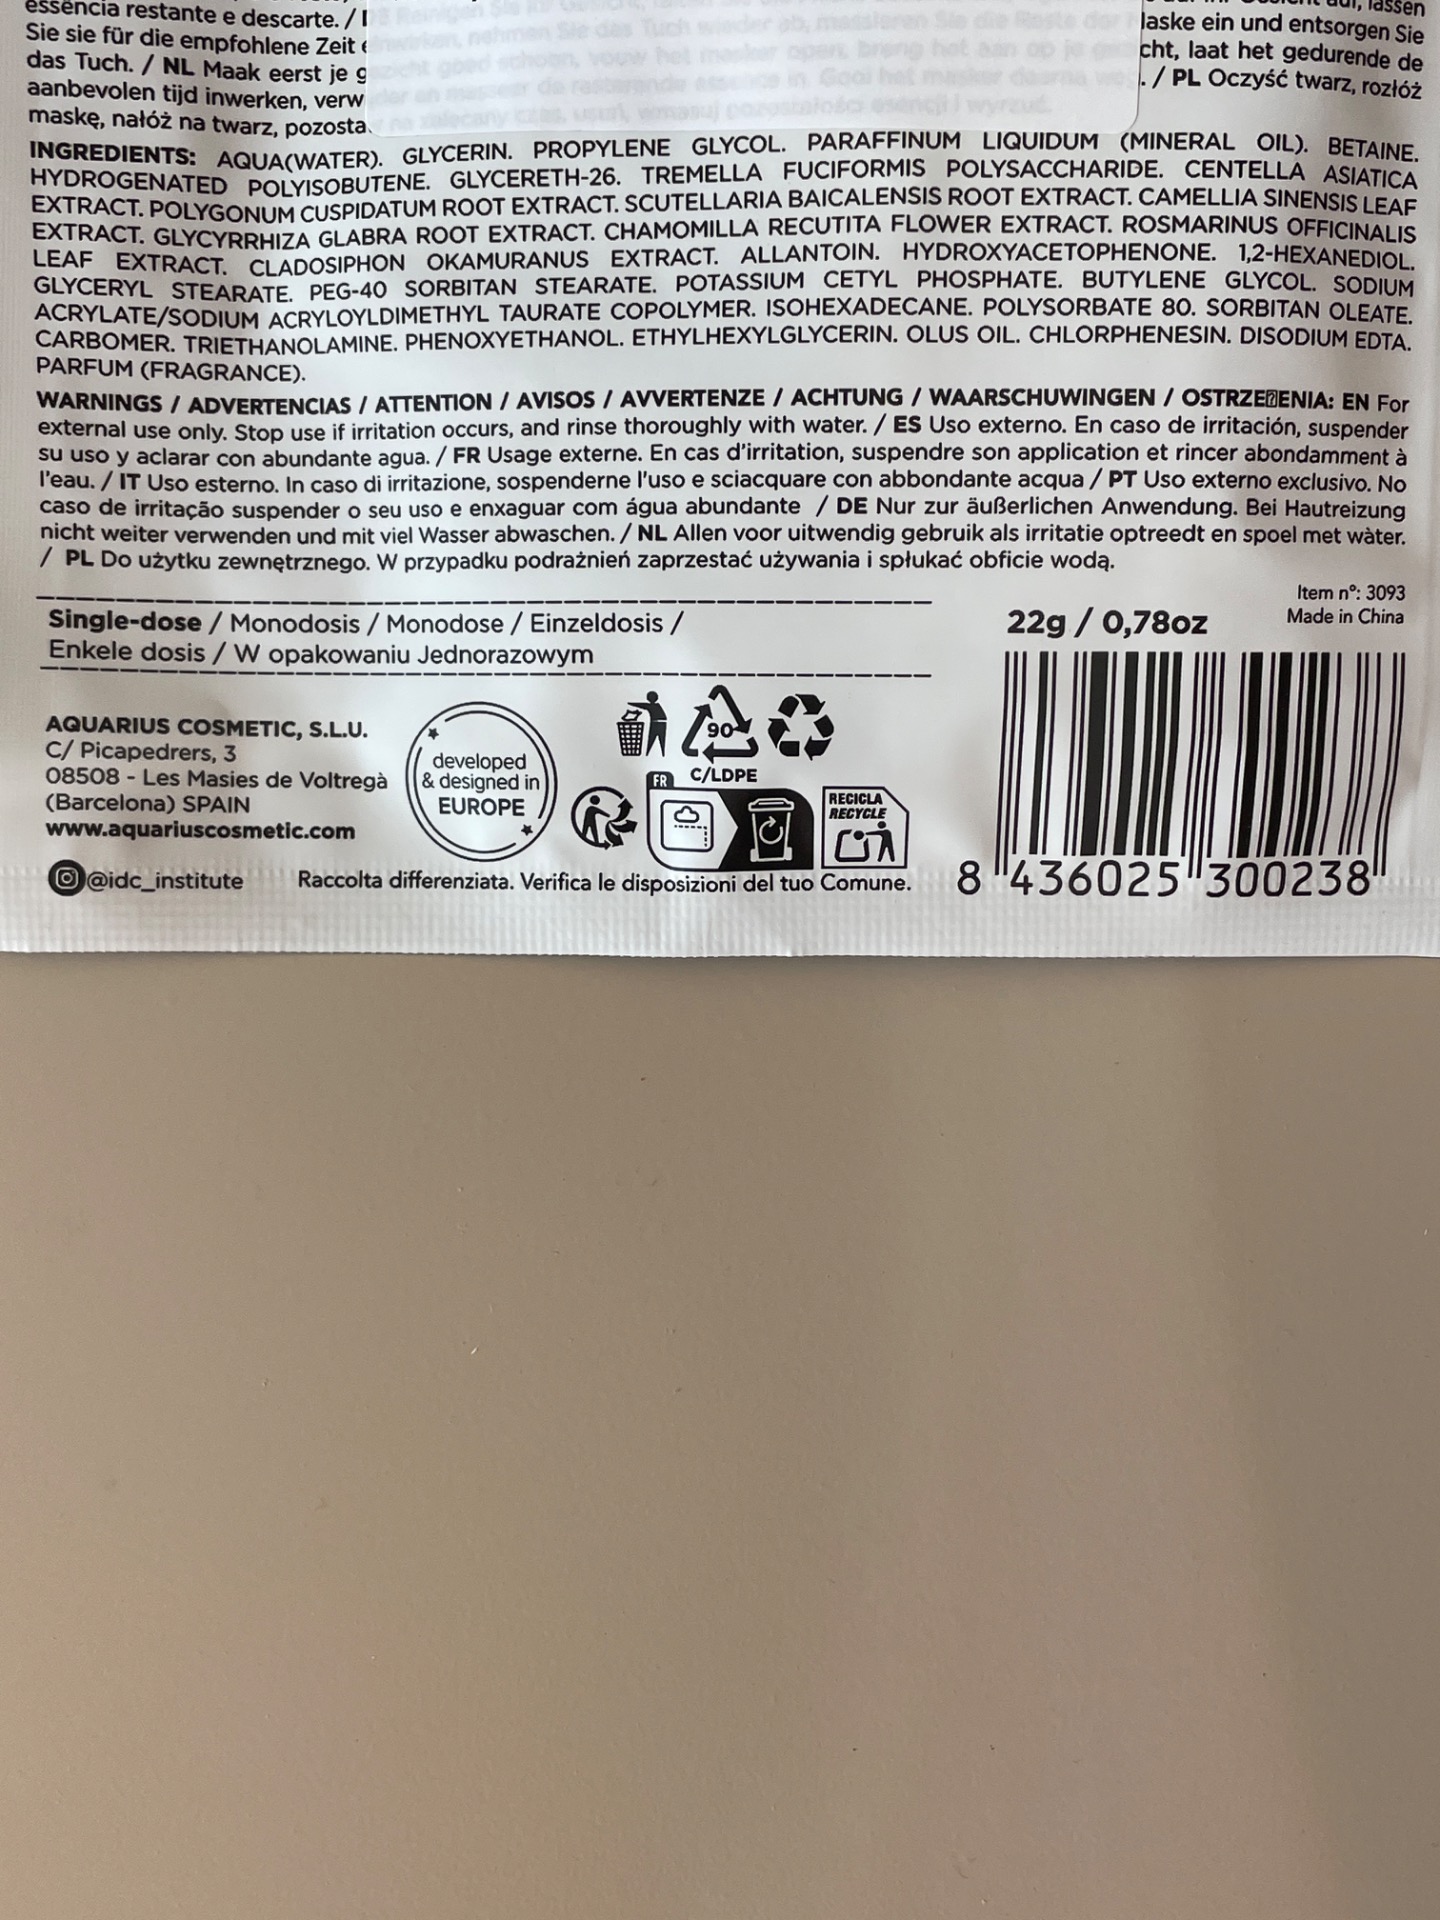 essência restante e descarte. /
Sie sie für die empfohlene Zeit
laske ein und entsorgen Sie
das Tuch. / NL Maak eerst je g
cht, laat het gedurende de
aanbevolen tijd inwerken, verw
. / PL Oczyść twarz, rozłóż
maskę, nałóż na twarz, pozosta
INGREDIENTS: AQUA(WATER). GLYCERIN. PROPYLENE GLYCOL. PARAFFINUM LIQUIDUM (MINERAL OIL). BETAINE.
HYDROGENATED POLYISOBUTENE. GLYCERETH-26. TREMELLA FUCIFORMIS POLYSACCHARIDE. CENTELLA ASIATICA
EXTRACT. POLYGONUM CUSPIDATUM ROOT EXTRACT. SCUTELLARIA BAICALENSIS ROOT EXTRACT. CAMELLIA SINENSIS LEAF
EXTRACT. GLYCYRRHIZA GLABRA ROOT EXTRACT. CHAMOMILLA RECUTITA FLOWER EXTRACT. ROSMARINUS OFFICINALIS
LEAF EXTRACT. CLADOSIPHON OKAMURANUS EXTRACT. ALLANTOIN. HYDROXYACETOPHENONE. 1,2-HEXANEDIOL.
GLYCERYL STEARATE. PEG-40 SORBITAN STEARATE. POTASSIUM CETYL PHOSPHATE. BUTYLENE GLYCOL. SODIUM
ACRYLATE/SODIUM ACRYLOYLDIMETHYL TAURATE COPOLYMER. ISOHEXADECANE. POLYSORBATE 80. SORBITAN OLEATE.
CARBOMER. TRIETHANOLAMINE. PHENOXYETHANOL. ETHYLHEXYLGLYCERIN. OLUS OIL. CHLORPHENESIN. DISODIUM EDTA.
PARFUM (FRAGRANCE).
WARNINGS / ADVERTENCIAS / ATTENTION / AVISOS / AVVERTENZE / ACHTUNG / WAARSCHUWINGEN / OSTRZE⍰ENIA: EN For
external use only. Stop use if irritation occurs, and rinse thoroughly with water. / ES Uso externo. En caso de irritación, suspender
su uso y aclarar con abundante agua. / FR Usage externe. En cas d'irritation, suspendre son application et rincer abondamment à
l'eau. / IT Uso esterno. In caso di irritazione, sospenderne l'uso e sciacquare con abbondante acqua / PT Uso externo exclusivo. No
caso de irritação suspender o seu uso e enxaguar com água abundante / DE Nur zur äußerlichen Anwendung. Bei Hautreizung
nicht weiter verwenden und mit viel Wasser abwaschen. / NL Allen voor uitwendig gebruik als irritatie optreedt en spoel met wàter.
/ PL Do użytku zewnętrznego. W przypadku podrażnień zaprzestać używania i spłukać obficie wodą.
Single-dose / Monodosis / Monodose / Einzeldosis /
Enkele dosis / W opakowaniu Jednorazowym
22g / 0,78oz
Item nº: 3093
Made in China
AQUARIUS COSMETIC, S.L.U.
C/ Picapedrers, 3
08508 - Les Masies de Voltregà
(Barcelona) SPAIN
www.aquariuscosmetic.com
developed
& designed in
EUROPE
90
C/LDPE
FR
RECICLA
RECYCLE
@idc_institute
Raccolta differenziata. Verifica le disposizioni del tuo Comune.
8 436025 300238